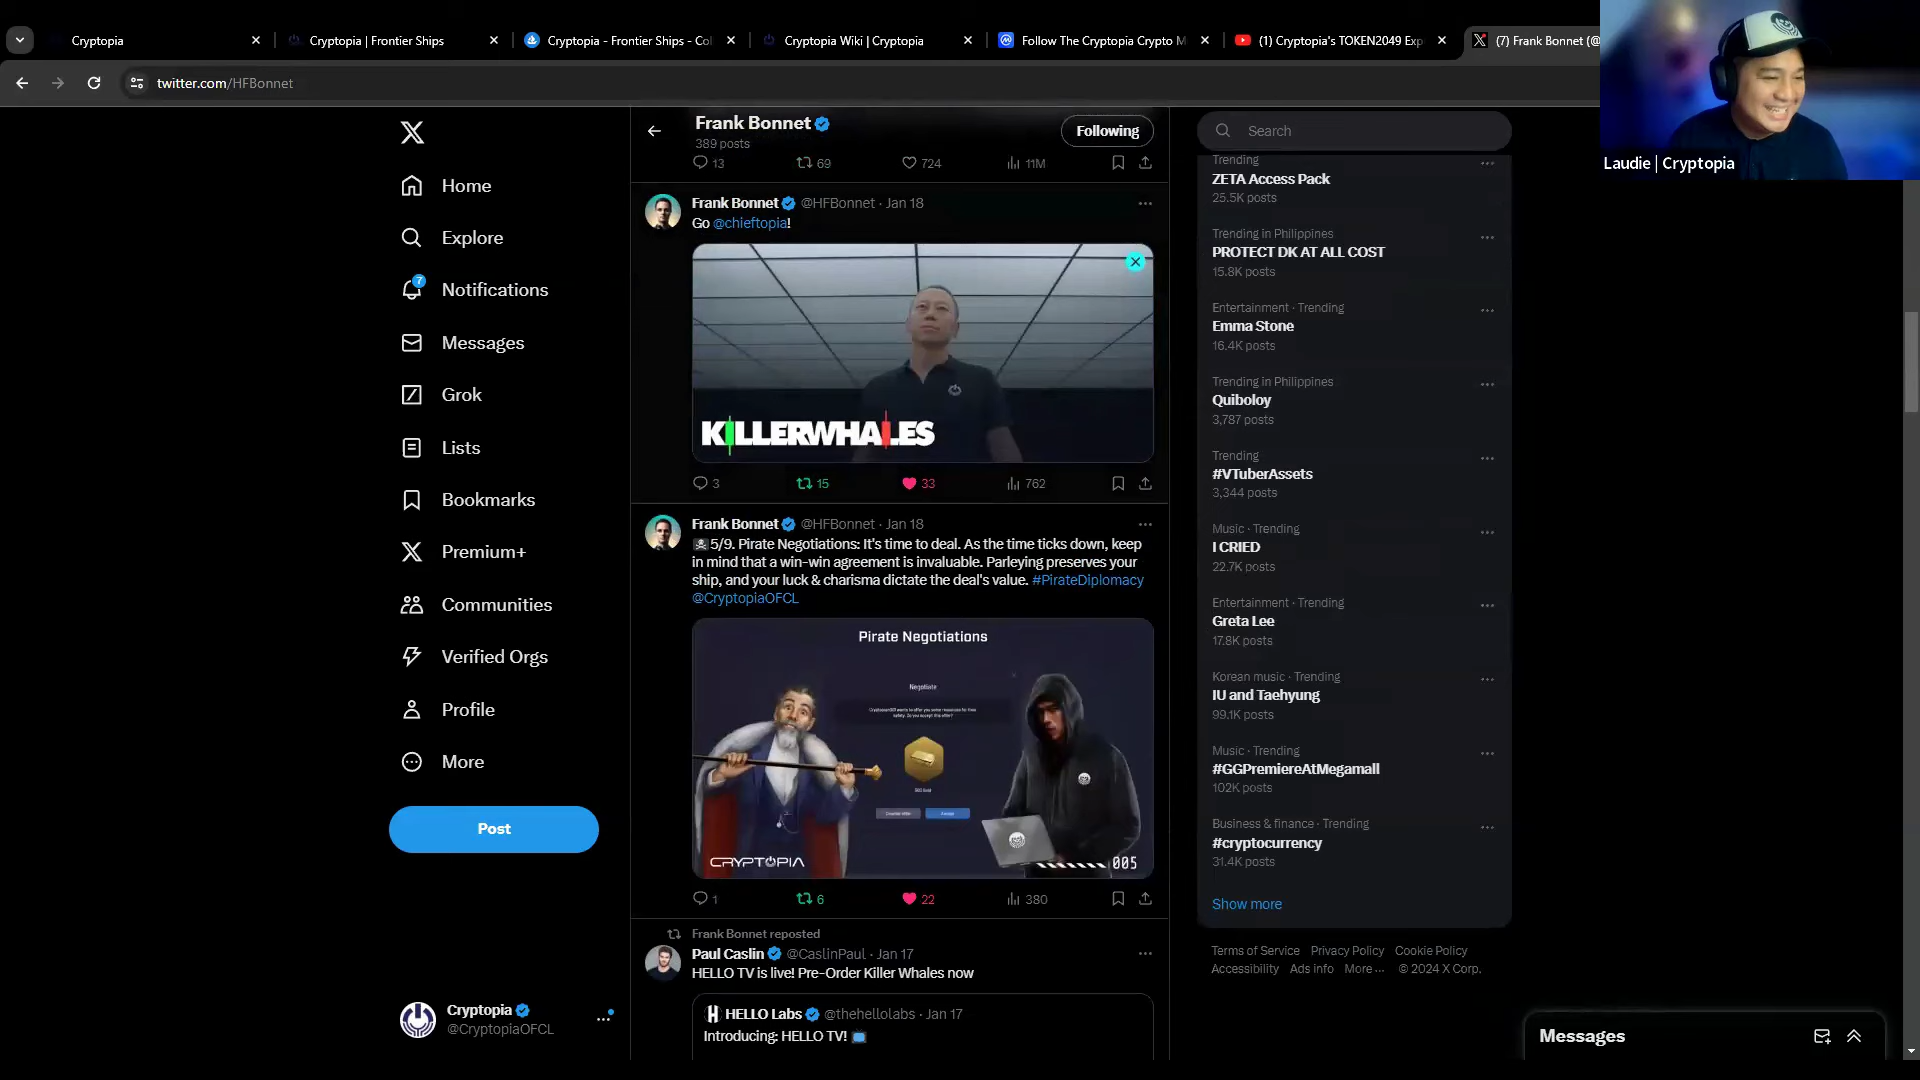 Cryptopia
Cryptopia | Frontier Ships
Cryptopia - Frontier Ships - Col
Cryptopia Wiki | Cryptopia
Follow The Cryptopia Crypto M
(1) Cryptopia's TOKEN2049 Exp
(7) Frank Bonnet (@
twitter.com/HFBonnet
Laudie | Cryptopia
Home
Explore
7
Notifications
Messages
Grok
Lists
Bookmarks
Premium+
Communities
Verified Orgs
Profile
More
Post
Cryptopia
@CryptopiaOFCL
Frank Bonnet
389 posts
Following
13 69 724 11M
Frank Bonnet @HFBonnet · Jan 18
Go @chieftopia!
KILLERWHALES
3 15 33 762
Frank Bonnet @HFBonnet · Jan 18
5/9. Pirate Negotiations: It's time to deal. As the time ticks down, keep
in mind that a win-win agreement is invaluable. Parleying preserves your
ship, and your luck & charisma dictate the deal's value. #PirateDiplomacy
@CryptopiaOFCL
Pirate Negotiations
Negotiate
CRYPTOPIA
005
1 6 22 380
Frank Bonnet reposted
Paul Caslin @CaslinPaul · Jan 17
HELLO TV is live! Pre-Order Killer Whales now
HELLO Labs @thehellolabs · Jan 17
Introducing: HELLO TV!
Search
Trending
ZETA Access Pack
25.5K posts
Trending in Philippines
PROTECT DK AT ALL COST
15.8K posts
Entertainment · Trending
Emma Stone
16.4K posts
Trending in Philippines
Quiboloy
3,787 posts
Trending
#VTuberAssets
3,344 posts
Music · Trending
I CRIED
22.7K posts
Entertainment · Trending
Greta Lee
17.8K posts
Korean music · Trending
IU and Taehyung
99.1K posts
Music · Trending
#GGPremiereAtMegamall
102K posts
Business & finance · Trending
#cryptocurrency
31.4K posts
Show more
Terms of Service Privacy Policy Cookie Policy
Accessibility Ads info More ... © 2024 X Corp.
Messages